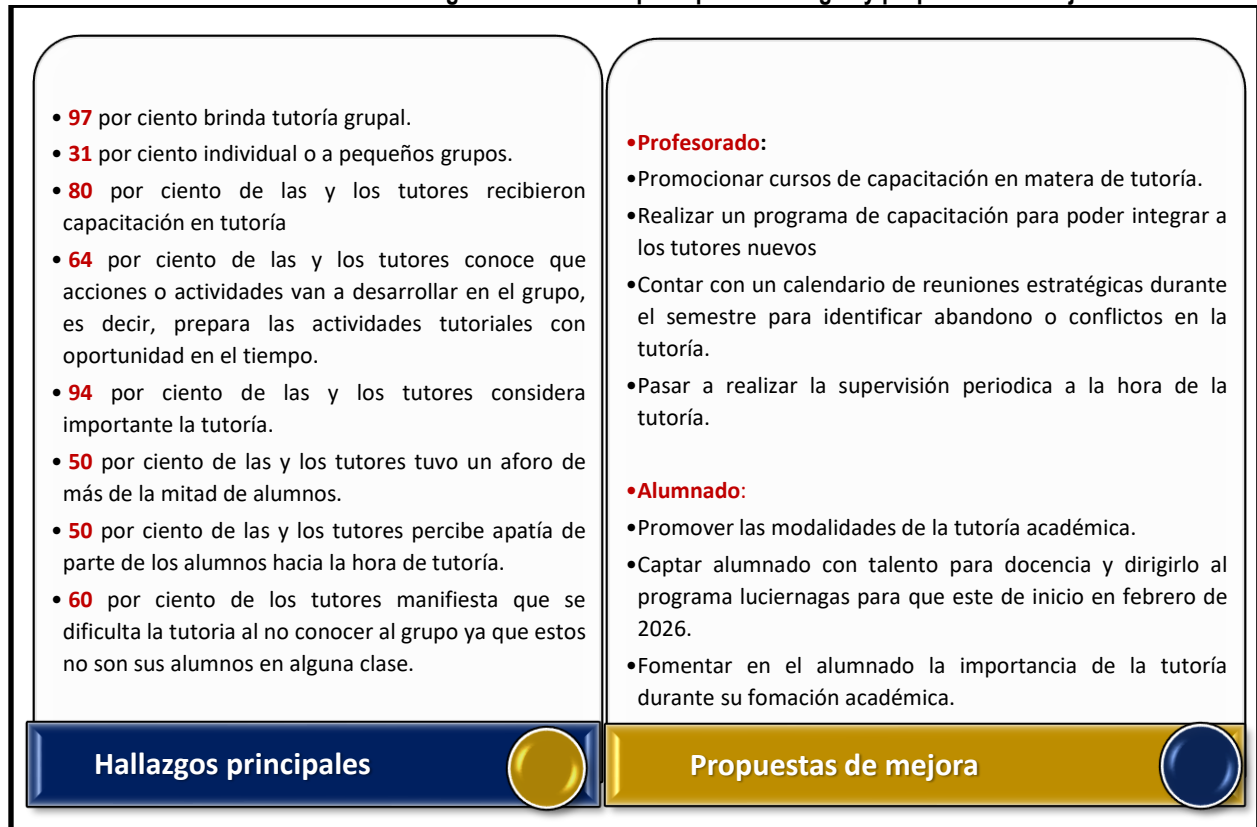 • 97 por ciento brinda tutoría grupal.
• 31 por ciento individual o a pequeños grupos.
• 80 por ciento de las y los tutores recibieron
capacitación en tutoría
• 64 por ciento de las y los tutores conoce que
acciones o actividades van a desarrollar en el grupo,
es decir, prepara las actividades tutoriales con
oportunidad en el tiempo.
• 94 por ciento de las y los tutores considera
importante la tutoría.
• 50 por ciento de las y los tutores tuvo un aforo de
más de la mitad de alumnos.
• 50 por ciento de las y los tutores percibe apatía de
parte de los alumnos hacia la hora de tutoría.
• 60 por ciento de los tutores manifiesta que se
dificulta la tutoria al no conocer al grupo ya que estos
no son sus alumnos en alguna clase.
Hallazgos principales
•Profesorado:
•Promocionar cursos de capacitación en matera de tutoría.
•Realizar un programa de capacitación para poder integrar a
los tutores nuevos
•Contar con un calendario de reuniones estratégicas durante
el semestre para identificar abandono o conflictos en la
tutoría.
•Pasar a realizar la supervisión periodica a la hora de la
tutoría.
•Alumnado:
•Promover las modalidades de la tutoría académica.
•Captar alumnado con talento para docencia y dirigirlo al
programa luciernagas para que este de inicio en febrero de
2026.
•Fomentar en el alumnado la importancia de la tutoría
durante su fomación académica.
Propuestas de mejora